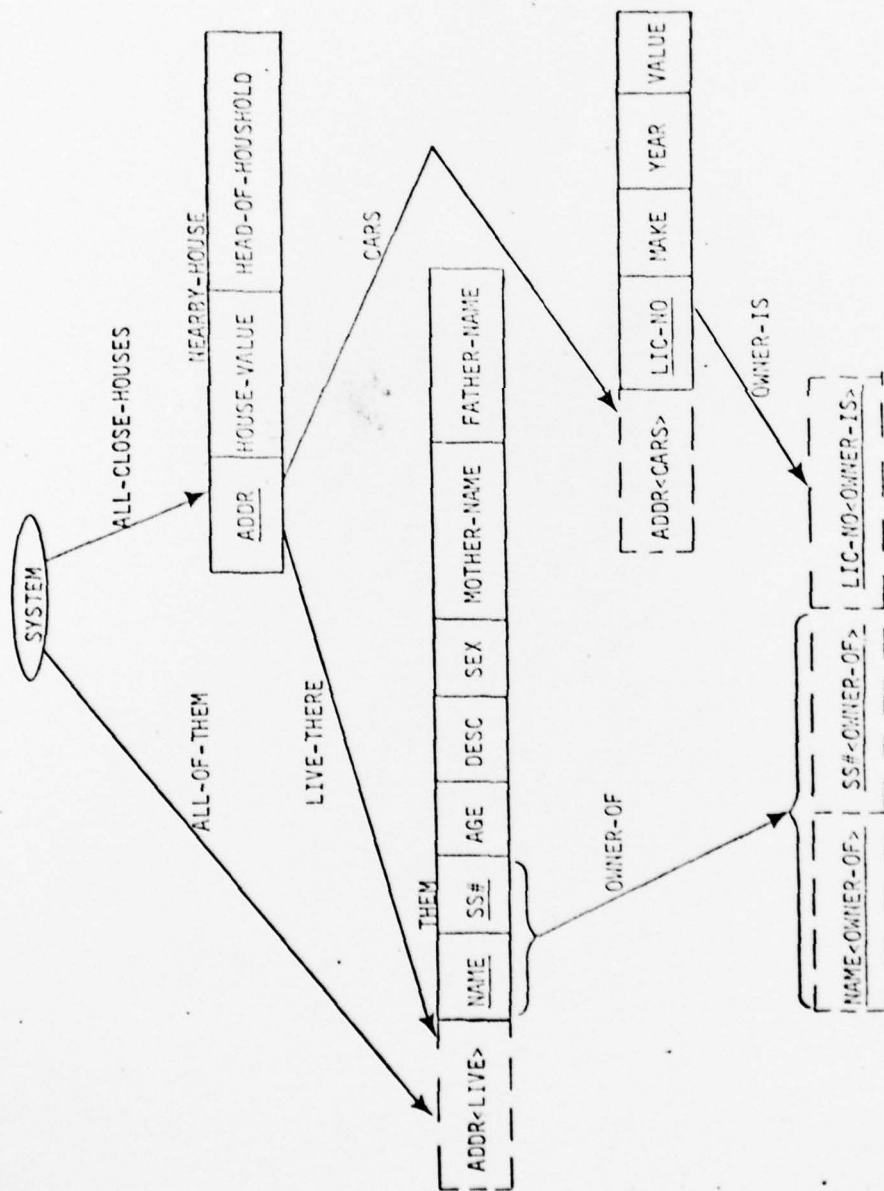 SYSTEM
ALL-CLOSE-HOUSES
NEARBY-HOUSE
ADDR HOUSE-VALUE HEAD-OF-HOUSHOLD
ALL-OF-THEM
LIVE-THERE
CARS
THEM
ADDR<LIVE> NAME SS# AGE DESC SEX MOTHER-NAME FATHER-NAME
OWNER-OF
ADDR<CARS> LIC-NO MAKE YEAR VALUE
OWNER-IS
NAME<OWNER-OF> SS#<OWNER-OF> LIC-NO<OWNER-IS>